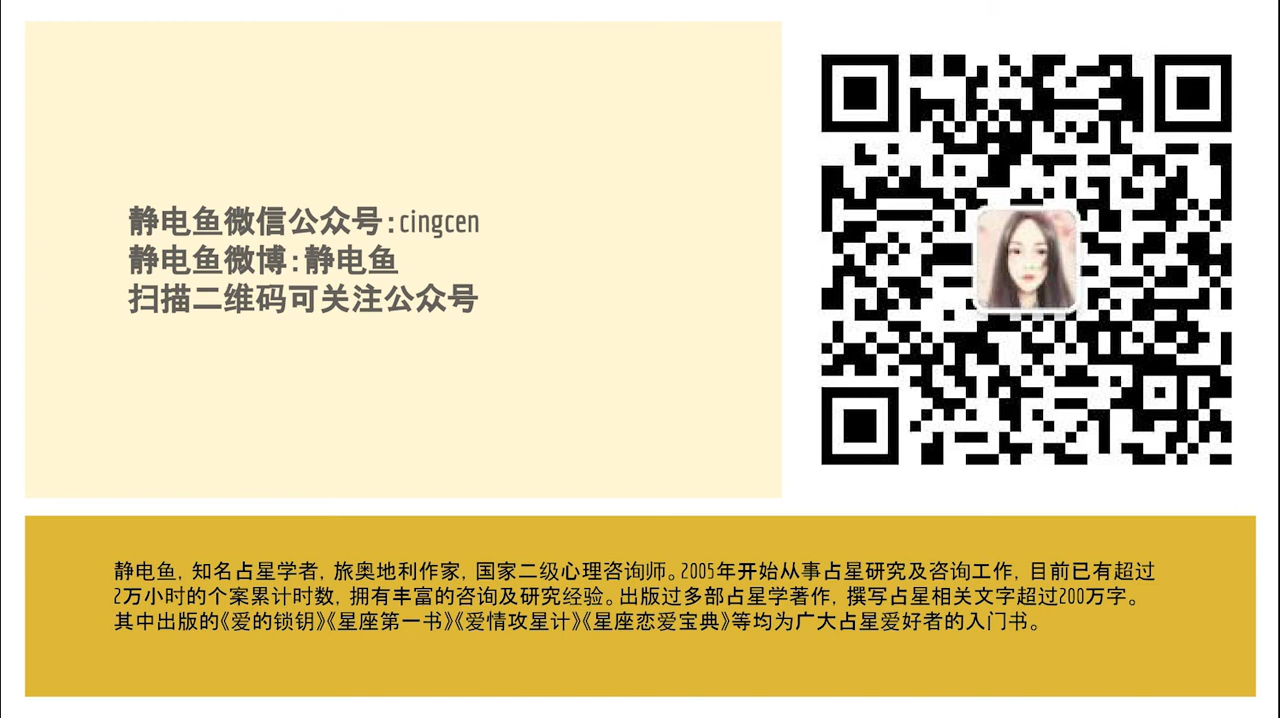 静电鱼微信公众号:cingcen
静电鱼微博:静电鱼
扫描二维码可关注公众号
静电鱼, 知名占星学者, 旅奥地利作家, 国家二级心理咨询师。2005年开始从事占星研究及咨询工作, 目前已有超过
2万小时的个案累计时数, 拥有丰富的咨询及研究经验。出版过多部占星学著作, 撰写占星相关文字超过200万字。
其中出版的《爱的锁钥》《星座第一书》《爱情攻星计》《星座恋爱宝典》等均为广大占星爱好者的入门书。